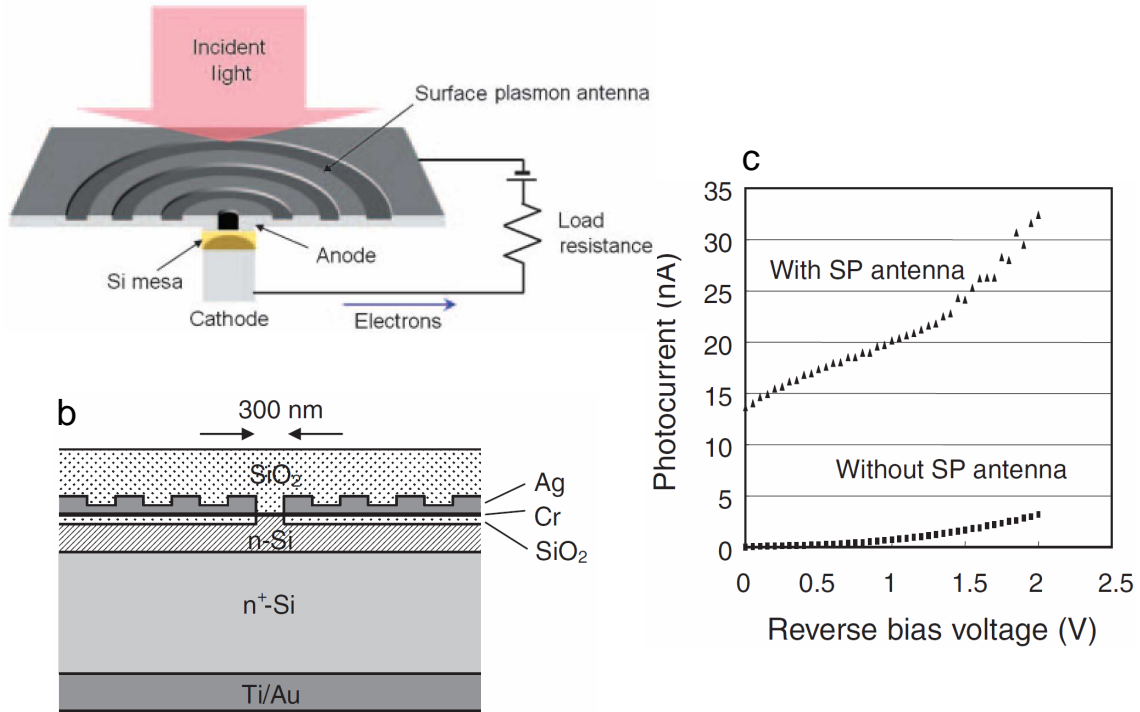 Incident
light
Surface plasmon antenna
Load
resistance
Anode
Si mesa
Cathode
Electrons
b
300 nm
SiO₂
Ag
Cr
SiO₂
n-Si
n⁺-Si
Ti/Au
c
Photocurrent (nA)
35
30
25
20
15
10
5
0
With SP antenna
Without SP antenna
0 0.5 1 1.5 2 2.5
Reverse bias voltage (V)